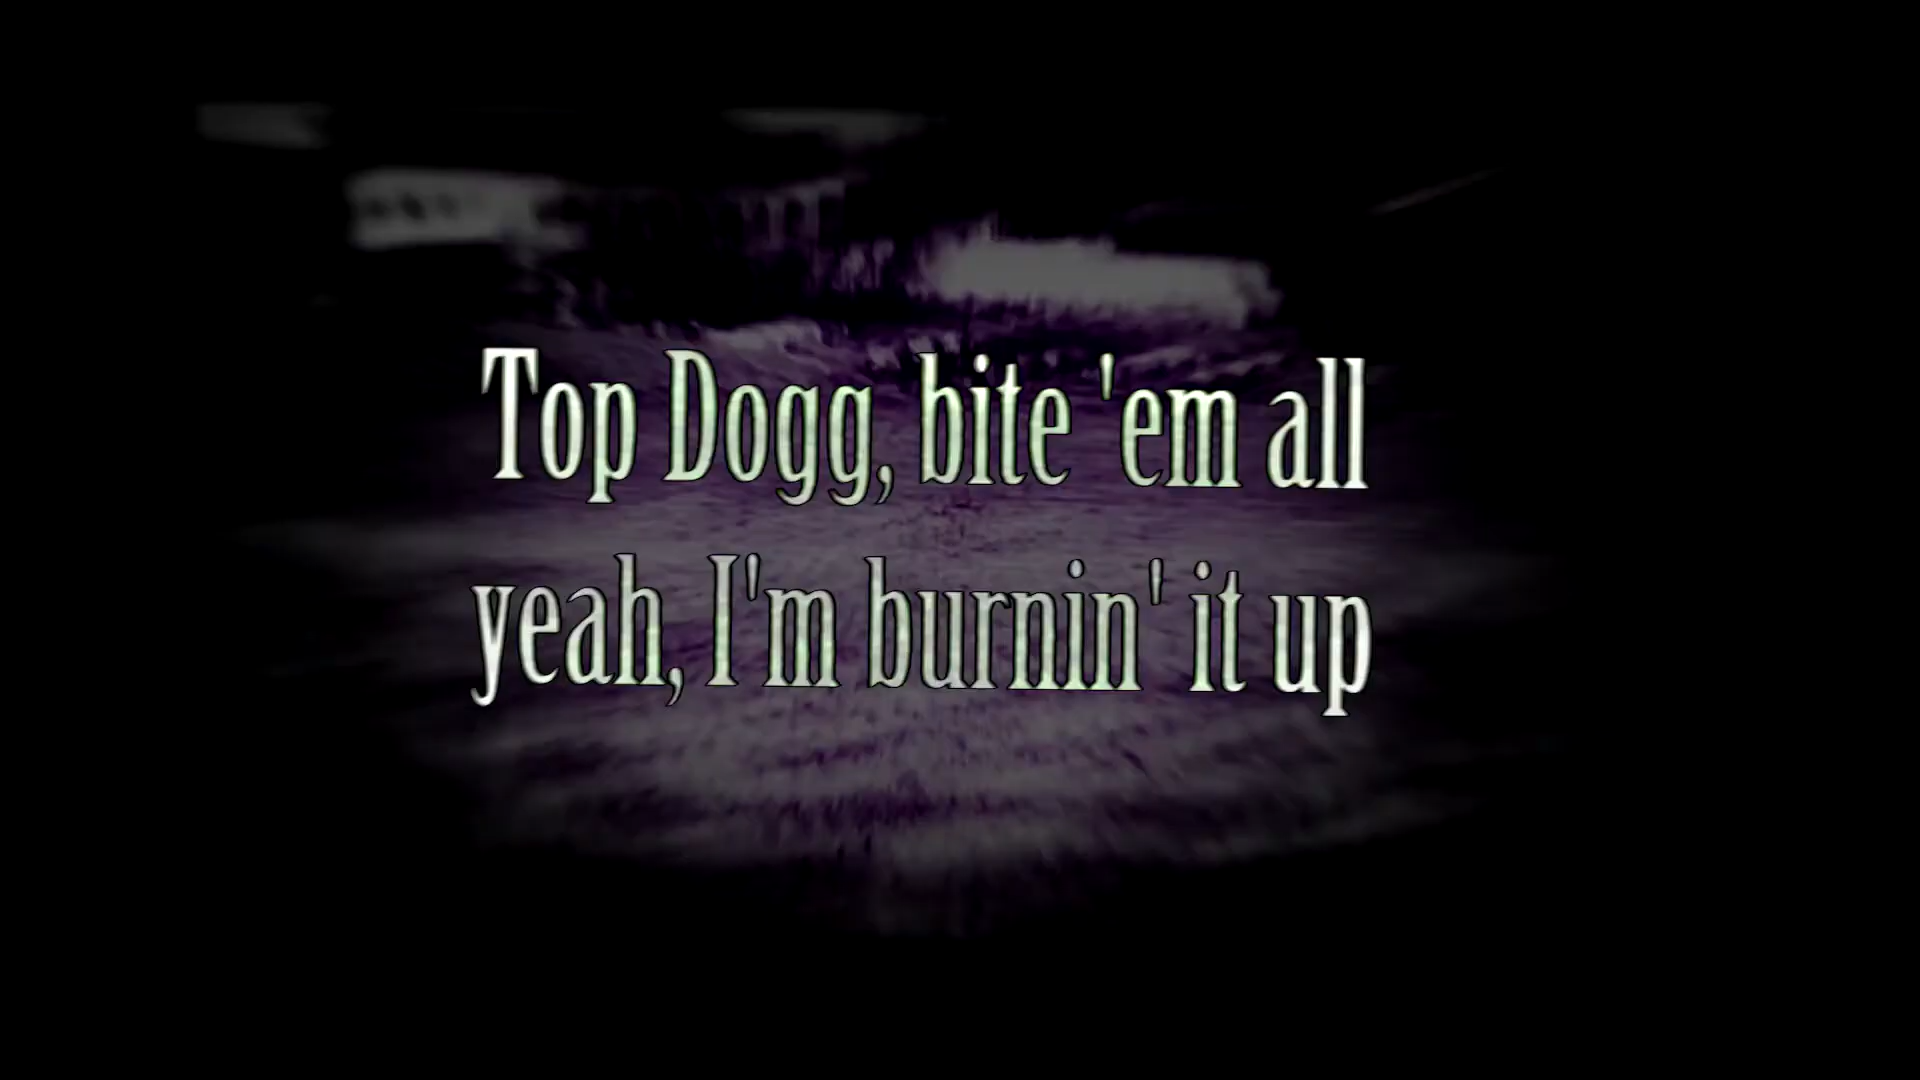 Top Dogg, bite 'em all
yeah, I'm burnin' it up